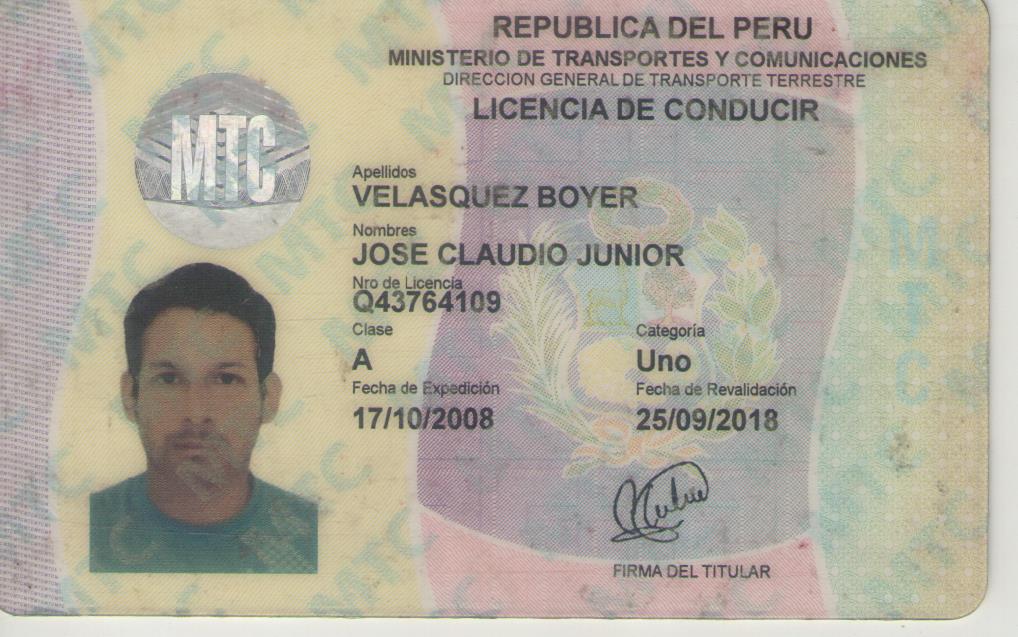 REPUBLICA DEL PERU
MINISTERIO DE TRANSPORTES Y COMUNICACIONES
DIRECCION GENERAL DE TRANSPORTE TERRESTRE
LICENCIA DE CONDUCIR
MTC
Apellidos
VELASQUEZ BOYER
Nombres
JOSE CLAUDIO JUNIOR
Nro de Licencia
Q43764109
Clase Categoría
A Uno
Fecha de Expedición Fecha de Revalidación
17/10/2008 25/09/2018
FIRMA DEL TITULAR
MTC